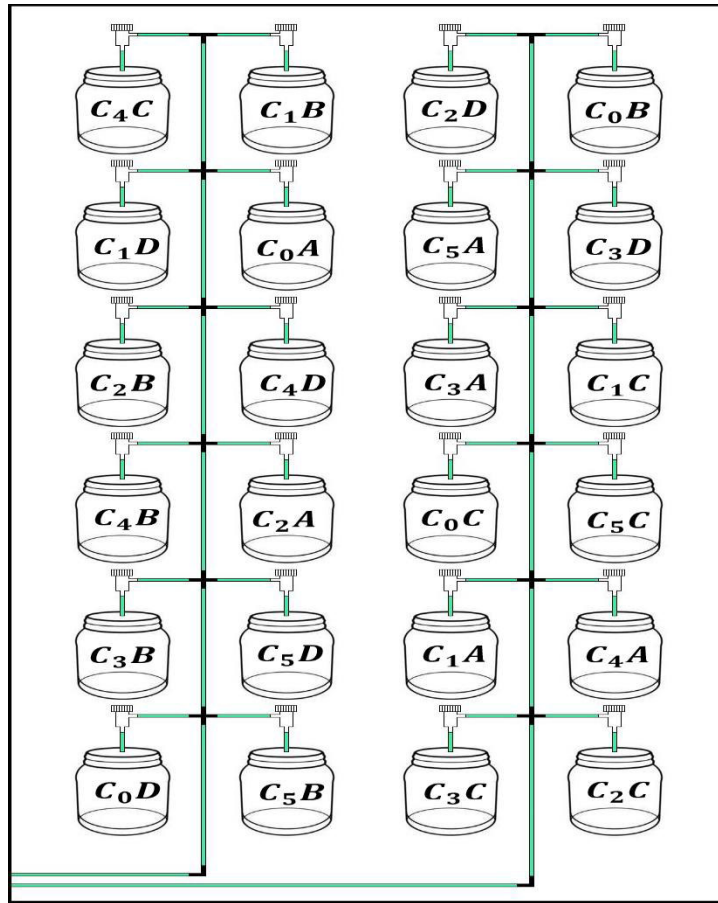 C₄C C₁B C₂D C₀B
C₁D C₀A C₅A C₃D
C₂B C₄D C₃A C₁C
C₄B C₂A C₀C C₅C
C₃B C₅D C₁A C₄A
C₀D C₅B C₃C C₂C